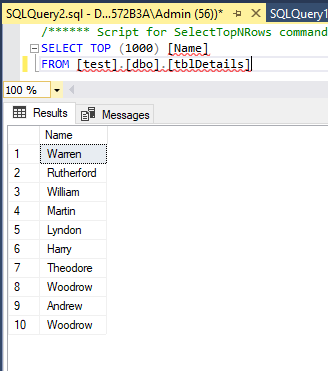 SQLQuery2.sql - D...572B3A\Admin (56))*
SQLQuery1
/****** Script for SelectTopNRows command
SELECT TOP (1000) [Name]
FROM [test].[dbo].[tblDetails]
100 %
Results
Messages
Name
1 Warren
2 Rutherford
3 William
4 Martin
5 Lyndon
6 Harry
7 Theodore
8 Woodrow
9 Andrew
10 Woodrow